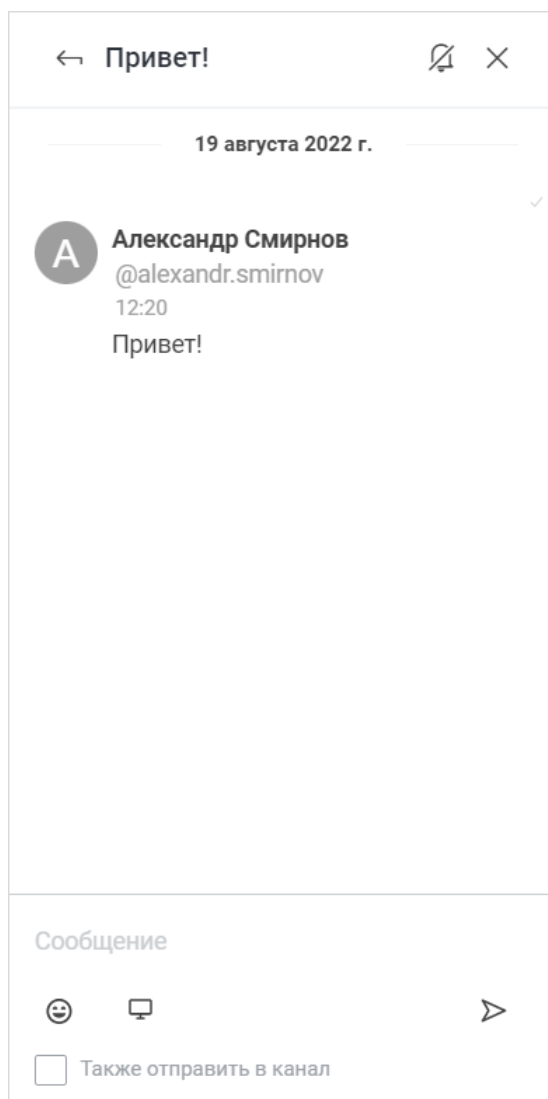 Привет!
19 августа 2022 г.
А
Александр Смирнов
@alexandr.smirnov
12:20
Привет!
Сообщение
Также отправить в канал